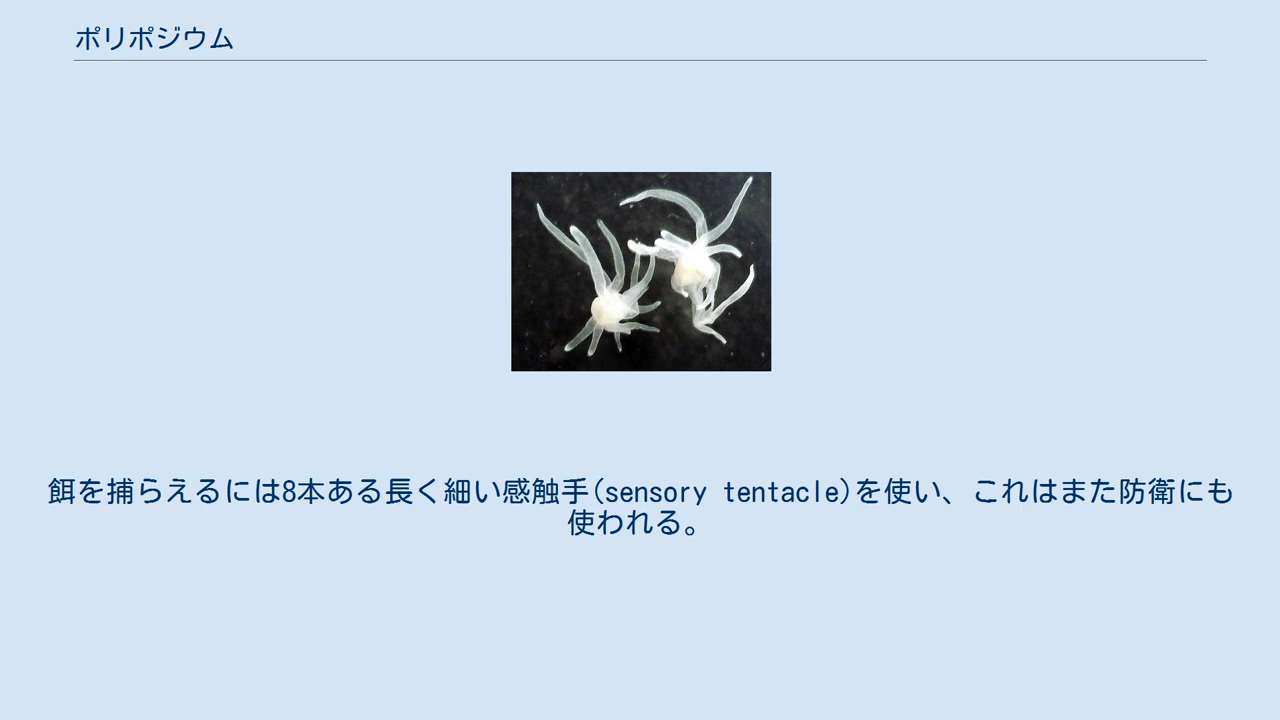 ポリポジウム
餌を捕らえるには8本ある長く細い感触手(sensory tentacle)を使い、これはまた防衛にも
使われる。